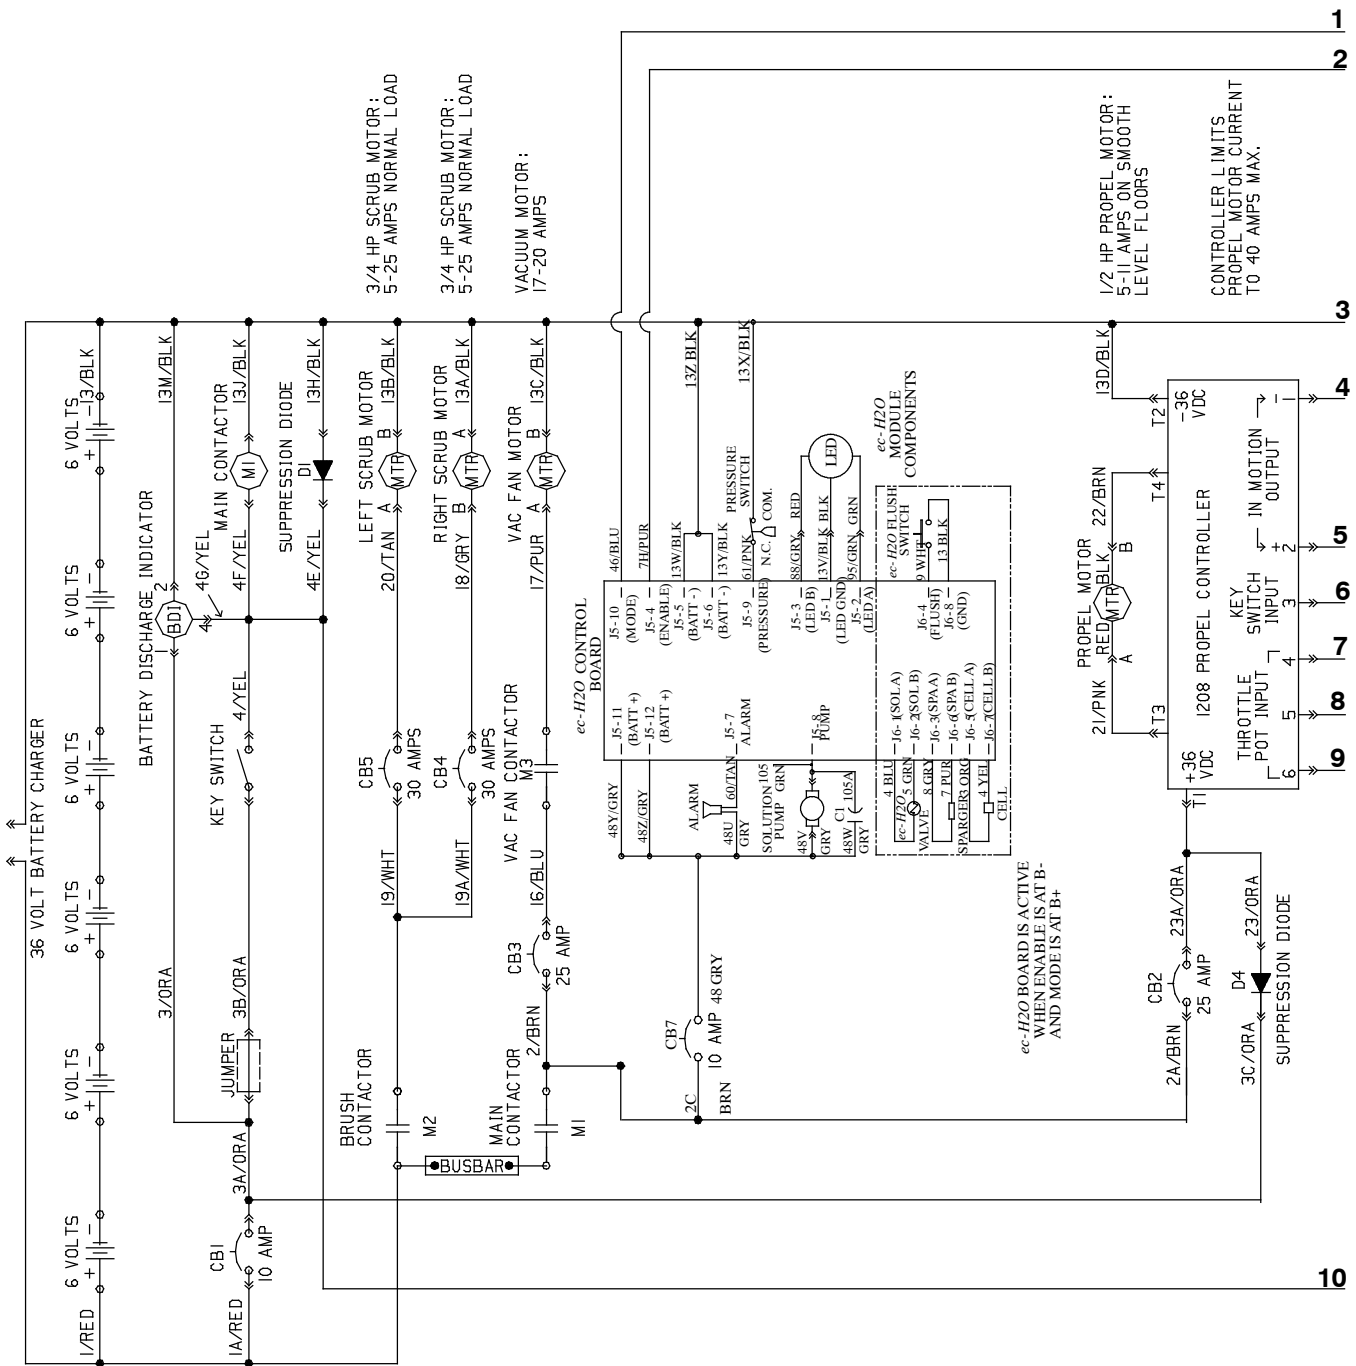 1
2
3
4
5
6
7
8
9
10
3/4 HP SCRUB MOTOR:
5-25 AMPS NORMAL LOAD
3/4 HP SCRUB MOTOR:
5-25 AMPS NORMAL LOAD
VACUUM MOTOR:
17-20 AMPS
1/2 HP PROPEL MOTOR:
5-11 AMPS ON SMOOTH
LEVEL FLOORS
CONTROLLER LIMITS
PROPEL MOTOR CURRENT
TO 40 AMPS MAX.
36 VOLT BATTERY CHARGER
1/RED
6 VOLTS
+ -
6 VOLTS
+ -
6 VOLTS
+ -
6 VOLTS
+ -
6 VOLTS
+ -
6 VOLTS
+ -
13/BLK
BATTERY DISCHARGE INDICATOR
3/ORA
1
BDI
2
4
13M/BLK
4G/YEL
1A/RED
CB1
10 AMP
3A/ORA
JUMPER
3B/ORA
KEY SWITCH
4/YEL
4F/YEL
MAIN CONTACTOR
M1
13J/BLK
SUPPRESSION DIODE
4E/YEL
D1
13H/BLK
BRUSH
CONTACTOR
M2
19/WHT
CB5
30 AMPS
20/TAN
LEFT SCRUB MOTOR
A
MTR
B
13B/BLK
19A/WHT
CB4
30 AMPS
18/GRY
RIGHT SCRUB MOTOR
B
MTR
A
13A/BLK
BUSBAR
MAIN
CONTACTOR
M1
2/BRN
CB3
25 AMP
16/BLU
VAC FAN CONTACTOR
M3
17/PUR
VAC FAN MOTOR
A
MTR
B
13C/BLK
ec-H2O CONTROL
BOARD
46/BLU
J5-10
(MODE)
7H/PUR
J5-4
(ENABLE)
13W/BLK
J5-5
(BATT -)
13Y/BLK
J5-6
(BATT -)
13Z BLK
61/PNK
J5-9
(PRESSURE)
PRESSURE
SWITCH
N.C.
COM.
13X/BLK
88/GRY
RED
J5-3
(LED B)
13V/BLK
BLK
J5-1
(LED GND)
95/GRN
GRN
J5-2
(LED A)
LED
ec-H2O
MODULE
COMPONENTS
ec-H2O FLUSH
SWITCH
9 WHT
13 BLK
J6-4
(FLUSH)
J6-8
(GND)
J5-11
(BATT +)
J5-12
(BATT +)
J5-7
ALARM
J5-8
PUMP
J6-1(SOL A)
J6-2(SOL B)
J6-3(SPA A)
J6-6(SPA B)
J6-5(CELL A)
J6-7(CELL B)
48Y/GRY
48Z/GRY
ALARM
60/TAN
48U
GRY
SOLUTION
PUMP
105
GRN
48V
GRY
105A
C1
48W
GRY
4 BLU
5 GRN
8 GRY
7 PUR
3 ORG
4 YEL
ec-H2O
VALVE
SPARGER
CELL
CB7
10 AMP
48 GRY
2C
BRN
ec-H2O BOARD IS ACTIVE
WHEN ENABLE IS AT B-
AND MODE IS AT B+
13D/BLK
T2
-36
VDC
22/BRN
T4
PROPEL MOTOR
BLK
B
MTR
RED
A
21/PNK
T3
+36
VDC
T1
1208 PROPEL CONTROLLER
IN MOTION
OUTPUT
-
+
1
2
KEY
SWITCH
INPUT
3
THROTTLE
POT INPUT
4
5
6
2A/BRN
CB2
25 AMP
23A/ORA
3C/ORA
D4
23/ORA
SUPPRESSION DIODE